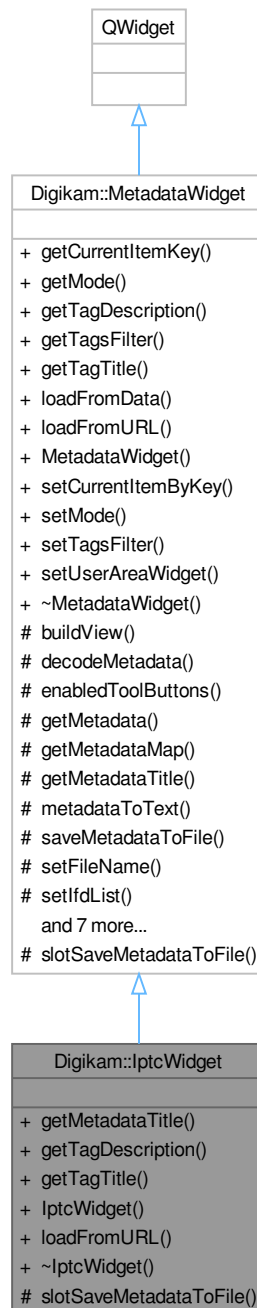 QWidget
Digikam::MetadataWidget
+ getCurrentItemKey()
+ getMode()
+ getTagDescription()
+ getTagsFilter()
+ getTagTitle()
+ loadFromData()
+ loadFromURL()
+ MetadataWidget()
+ setCurrentItemByKey()
+ setMode()
+ setTagsFilter()
+ setUserAreaWidget()
+ ~MetadataWidget()
# buildView()
# decodeMetadata()
# enabledToolButtons()
# getMetadata()
# getMetadataMap()
# getMetadataTitle()
# metadataToText()
# saveMetadataToFile()
# setFileName()
# setIfdList()
and 7 more...
# slotSaveMetadataToFile()
Digikam::IptcWidget
+ getMetadataTitle()
+ getTagDescription()
+ getTagTitle()
+ IptcWidget()
+ loadFromURL()
+ ~IptcWidget()
# slotSaveMetadataToFile()